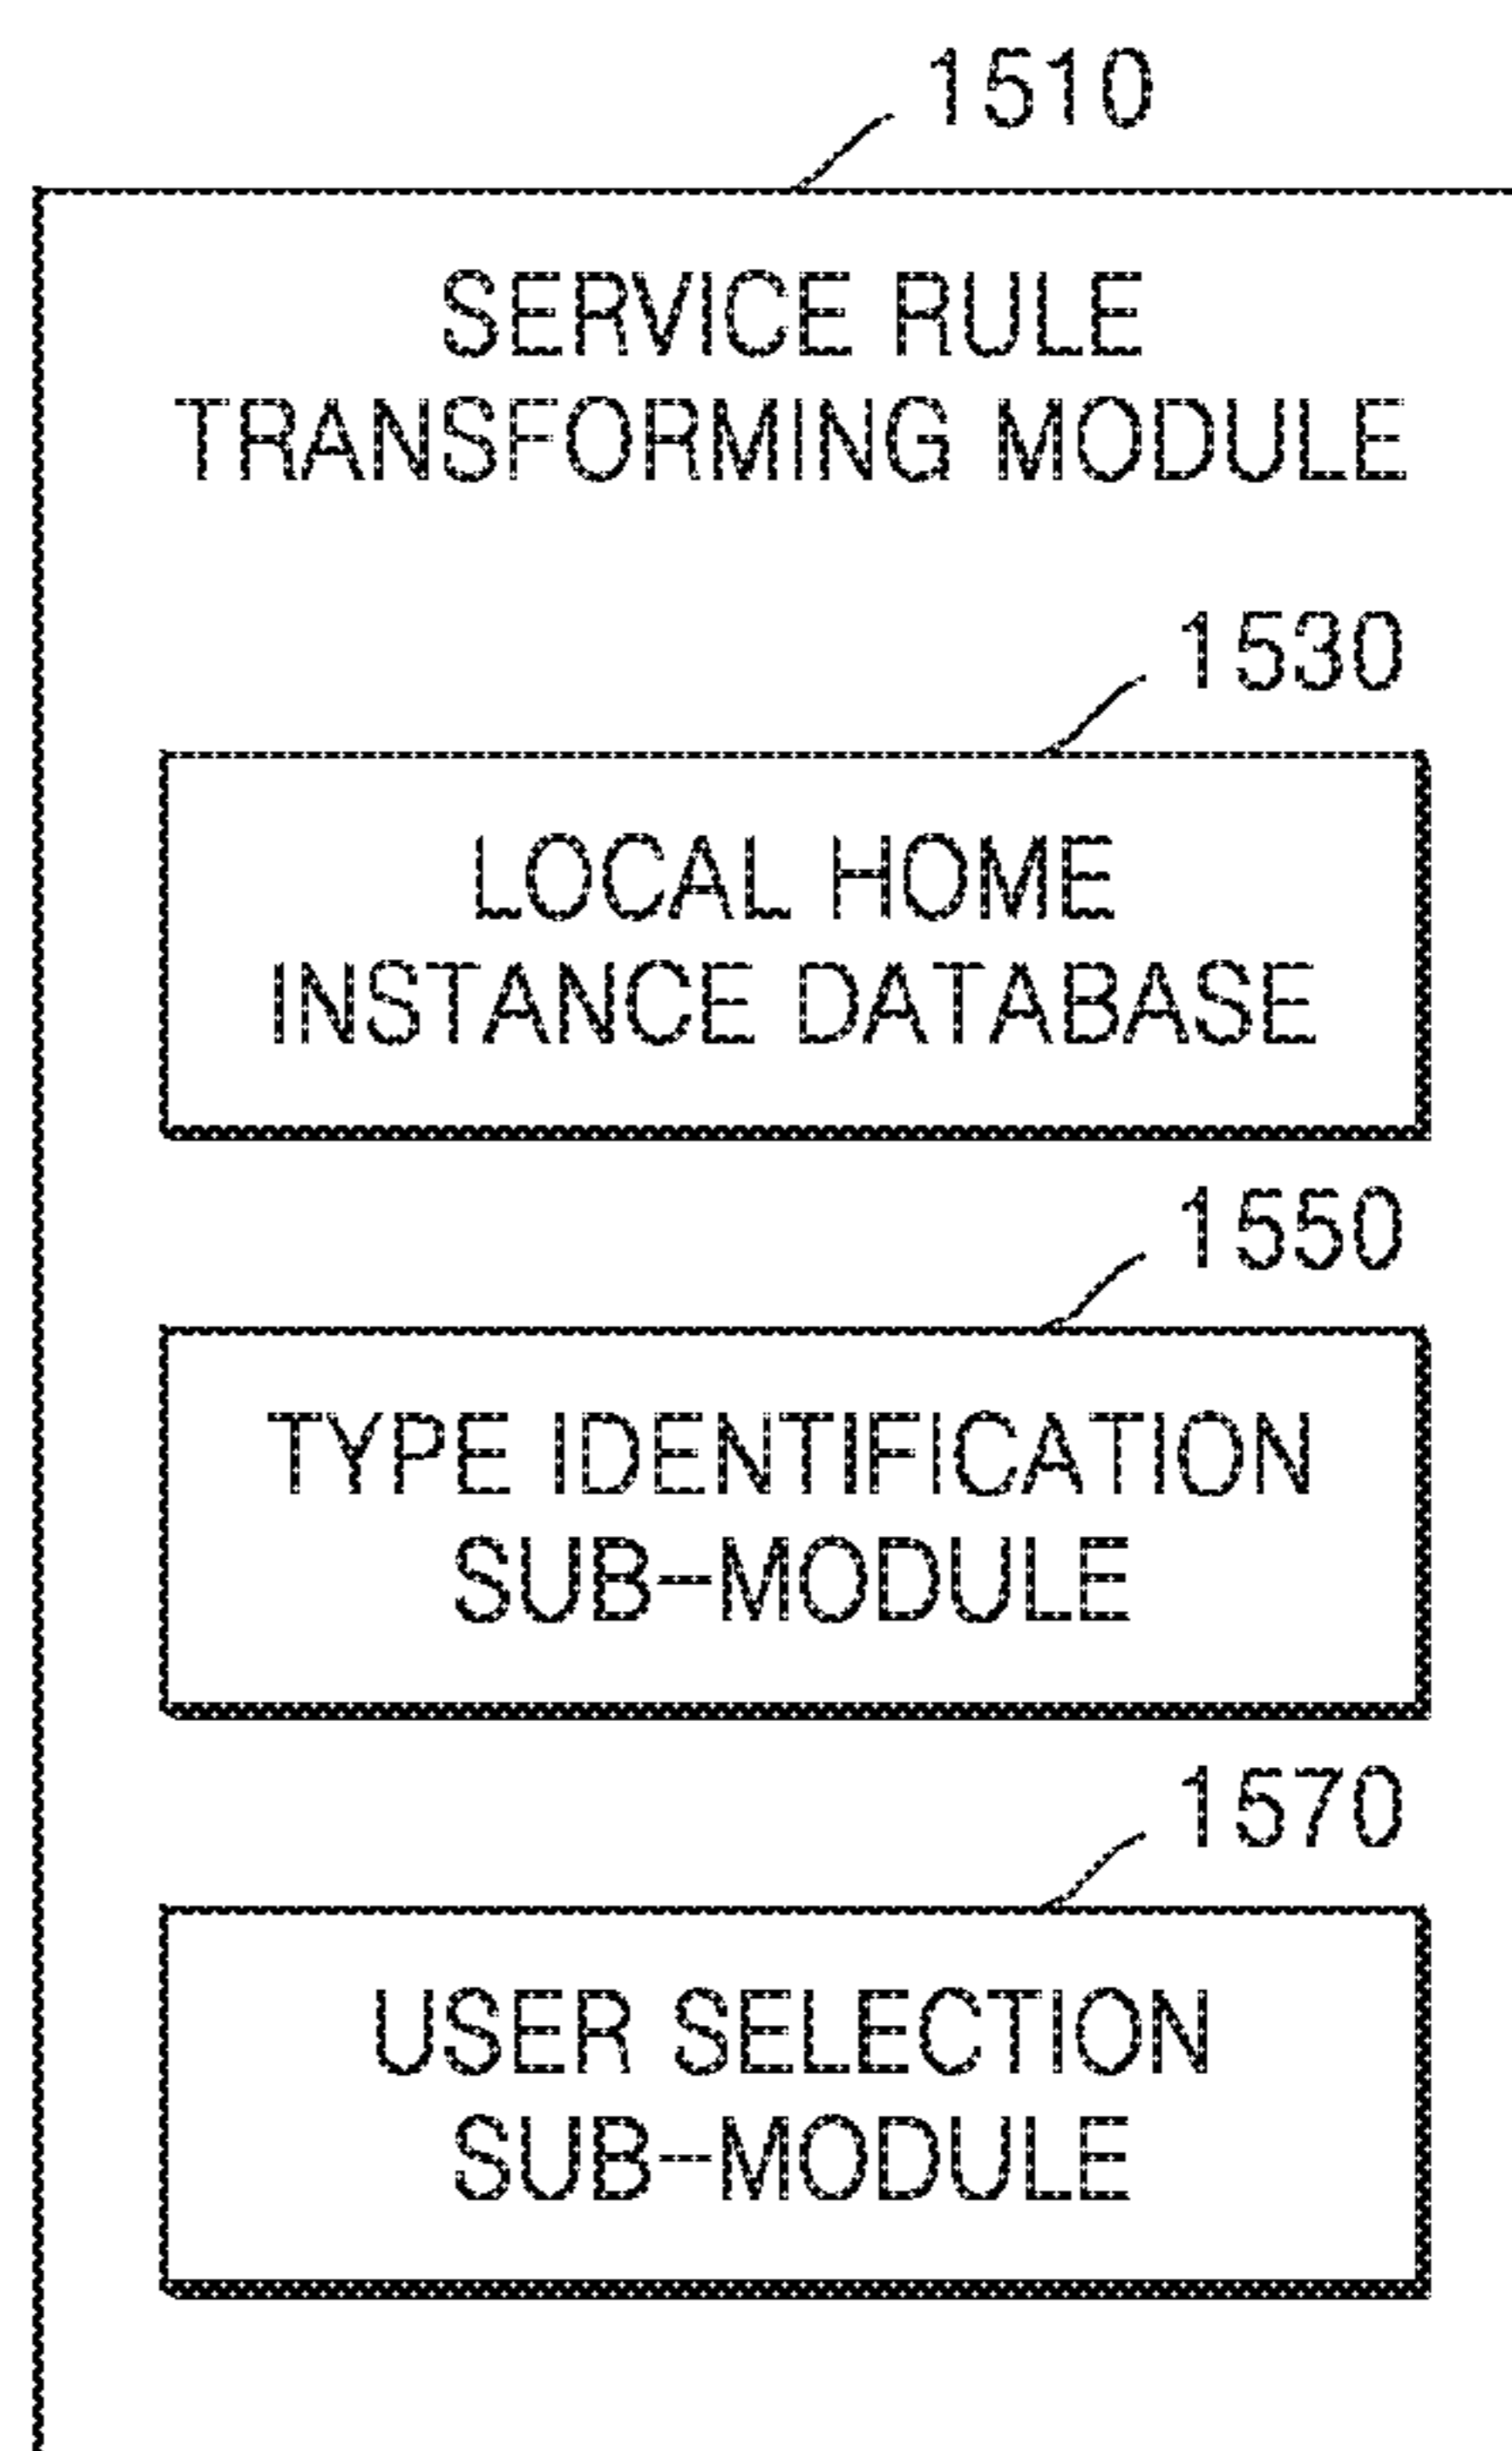 1510
SERVICE RULE
TRANSFORMING MODULE
1530
LOCAL HOME
INSTANCE DATABASE
1550
TYPE IDENTIFICATION
SUB-MODULE
1570
USER SELECTION
SUB-MODULE